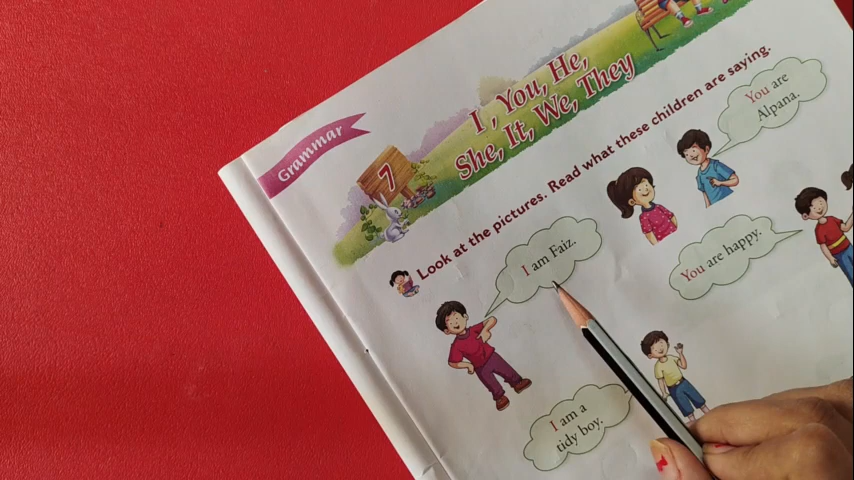 Grammar
7
I, You, He,
She, It, We, They
Look at the pictures. Read what these children are saying.
I am Faiz.
You are
Alpana.
You are happy.
I am a
tidy boy.